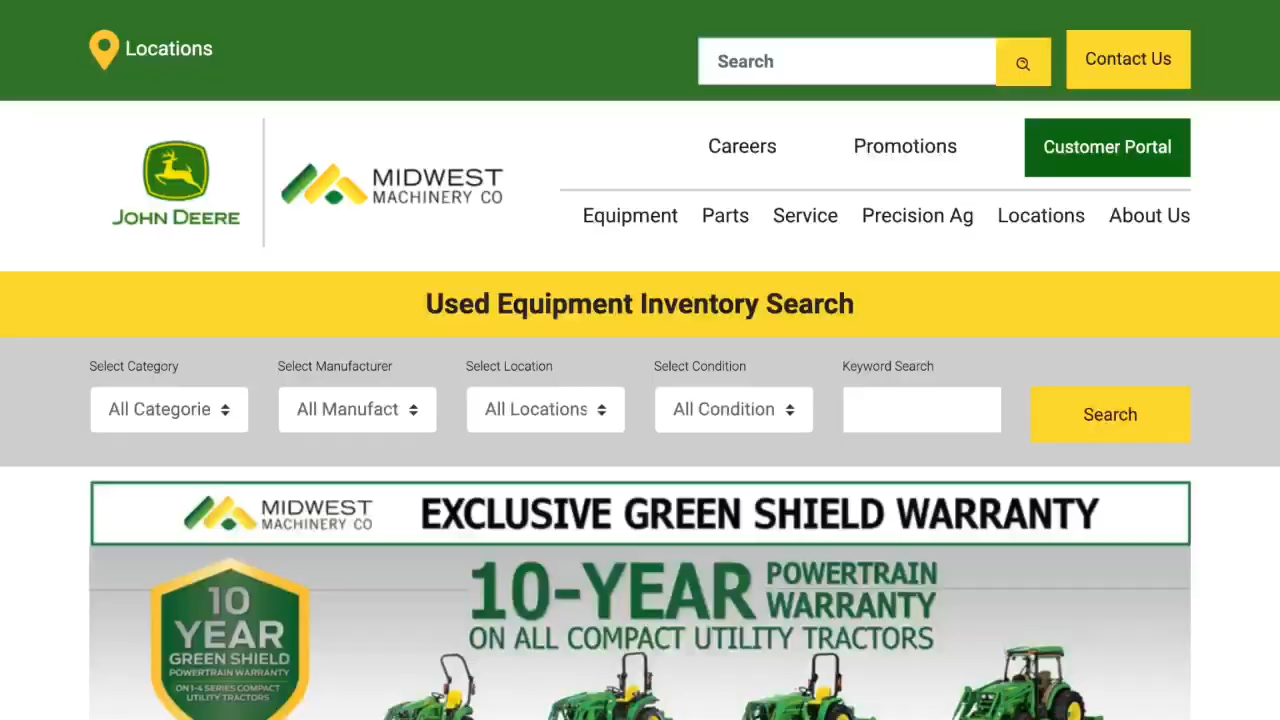 Locations
Search
Contact Us
Careers
Promotions
Customer Portal
JOHN DEERE
MIDWEST
MACHINERY CO
Equipment
Parts
Service
Precision Ag
Locations
About Us
Used Equipment Inventory Search
Select Category
Select Manufacturer
Select Location
Select Condition
Keyword Search
All Categorie
All Manufact
All Locations
All Condition
Search
MIDWEST
MACHINERY CO
EXCLUSIVE GREEN SHIELD WARRANTY
10-YEAR POWERTRAIN
WARRANTY
ON ALL COMPACT UTILITY TRACTORS
10
YEAR
GREEN SHIELD
POWERTRAIN WARRANTY
ON 1-4 SERIES COMPACT
UTILITY TRACTORS